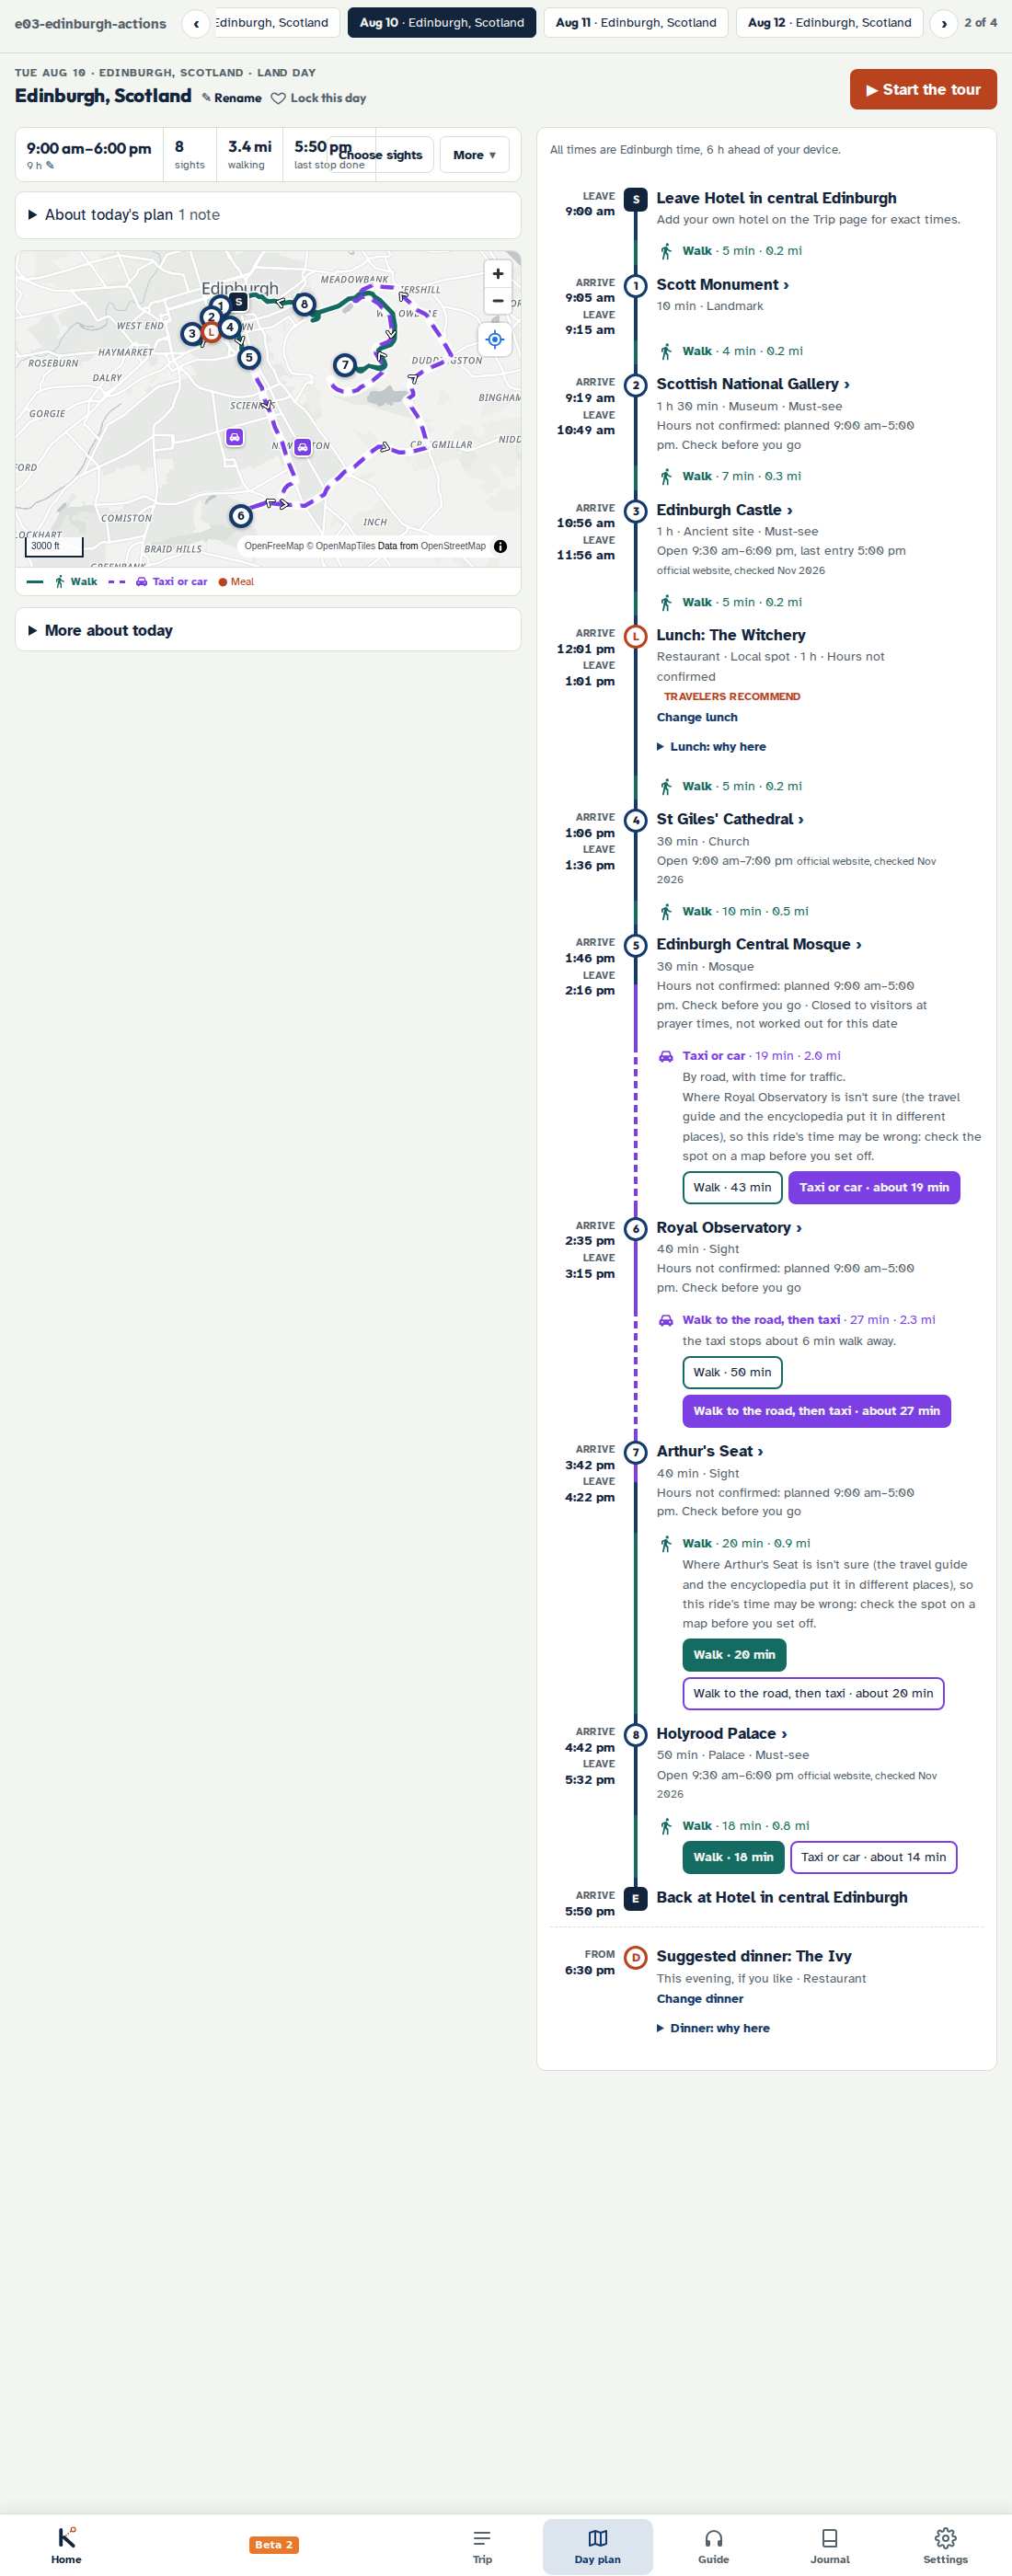 e03-edinburgh-actions
‹
Edinburgh, Scotland
Aug 10 · Edinburgh, Scotland
Aug 11 · Edinburgh, Scotland
Aug 12 · Edinburgh, Scotland
›
2 of 4
TUE AUG 10 · EDINBURGH, SCOTLAND · LAND DAY
Edinburgh, Scotland ✎ Rename Lock this day
▶ Start the tour
9:00 am–6:00 pm
9 h ✎
8
sights
3.4 mi
walking
5:50 pm
last stop done
Choose sights
More ▾
▶ About today's plan 1 note
Edinburgh
MEADOWBANK
WEST END
HAYMARKET
ROSEBURN
DALRY
GORGIE
SCIENNES
BINGHAM
INCH
COMISTON
BRAID HILLS
1
S
2
3
L
4
5
6
7
8
+
−
3000 ft
OpenFreeMap © OpenMapTiles Data from OpenStreetMap
Walk
Taxi or car
Meal
▶ More about today
All times are Edinburgh time, 6 h ahead of your device.
LEAVE
9:00 am
S
Leave Hotel in central Edinburgh
Add your own hotel on the Trip page for exact times.
Walk · 5 min · 0.2 mi
ARRIVE
9:05 am
LEAVE
9:15 am
1
Scott Monument ›
10 min · Landmark
Walk · 4 min · 0.2 mi
ARRIVE
9:19 am
LEAVE
10:49 am
2
Scottish National Gallery ›
1 h 30 min · Museum · Must-see
Hours not confirmed: planned 9:00 am–5:00
pm. Check before you go
Walk · 7 min · 0.3 mi
ARRIVE
10:56 am
LEAVE
11:56 am
3
Edinburgh Castle ›
1 h · Ancient site · Must-see
Open 9:30 am–6:00 pm, last entry 5:00 pm
official website, checked Nov 2026
Walk · 5 min · 0.2 mi
ARRIVE
12:01 pm
LEAVE
1:01 pm
L
Lunch: The Witchery
Restaurant · Local spot · 1 h · Hours not
confirmed
TRAVELERS RECOMMEND
Change lunch
▶ Lunch: why here
Walk · 5 min · 0.2 mi
ARRIVE
1:06 pm
LEAVE
1:36 pm
4
St Giles' Cathedral ›
30 min · Church
Open 9:00 am–7:00 pm official website, checked Nov
2026
Walk · 10 min · 0.5 mi
ARRIVE
1:46 pm
LEAVE
2:16 pm
5
Edinburgh Central Mosque ›
30 min · Mosque
Hours not confirmed: planned 9:00 am–5:00
pm. Check before you go · Closed to visitors at
prayer times, not worked out for this date
Taxi or car · 19 min · 2.0 mi
By road, with time for traffic.
Where Royal Observatory is isn't sure (the travel
guide and the encyclopedia put it in different
places), so this ride's time may be wrong: check the
spot on a map before you set off.
Walk · 43 min
Taxi or car · about 19 min
ARRIVE
2:35 pm
LEAVE
3:15 pm
6
Royal Observatory ›
40 min · Sight
Hours not confirmed: planned 9:00 am–5:00
pm. Check before you go
Walk to the road, then taxi · 27 min · 2.3 mi
the taxi stops about 6 min walk away.
Walk · 50 min
Walk to the road, then taxi · about 27 min
ARRIVE
3:42 pm
LEAVE
4:22 pm
7
Arthur's Seat ›
40 min · Sight
Hours not confirmed: planned 9:00 am–5:00
pm. Check before you go
Walk · 20 min · 0.9 mi
Where Arthur's Seat is isn't sure (the travel guide
and the encyclopedia put it in different places), so
this ride's time may be wrong: check the spot on a
map before you set off.
Walk · 20 min
Walk to the road, then taxi · about 20 min
ARRIVE
4:42 pm
LEAVE
5:32 pm
8
Holyrood Palace ›
50 min · Palace · Must-see
Open 9:30 am–6:00 pm official website, checked Nov
2026
Walk · 18 min · 0.8 mi
Walk · 18 min
Taxi or car · about 14 min
ARRIVE
5:50 pm
E
Back at Hotel in central Edinburgh
FROM
6:30 pm
D
Suggested dinner: The Ivy
This evening, if you like · Restaurant
Change dinner
▶ Dinner: why here
Home
Beta 2
Trip
Day plan
Guide
Journal
Settings